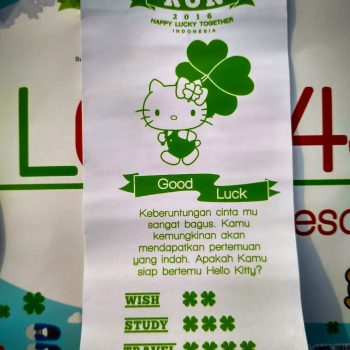 RUN
2016
HAPPY LUCKY TOGETHER
INDONESIA
Good
Luck
Keberuntungan cinta mu
sangat bagus. Kamu
kemungkinan akan
mendapatkan pertemuan
yang indah. Apakah Kamu
siap bertemu Hello Kitty?
WISH
STUDY
TRAVEL